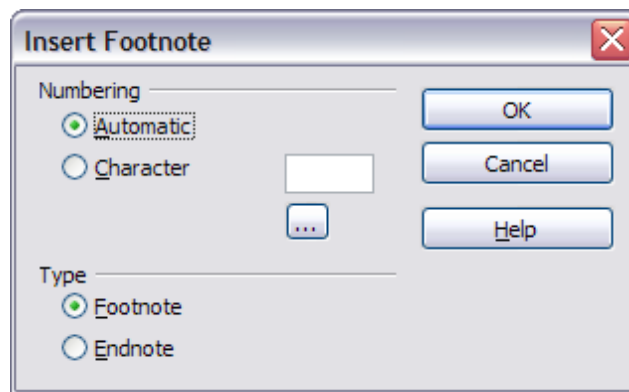 Insert Footnote
Numbering
Automatic
OK
Character
Cancel
...
Help
Type
Footnote
Endnote